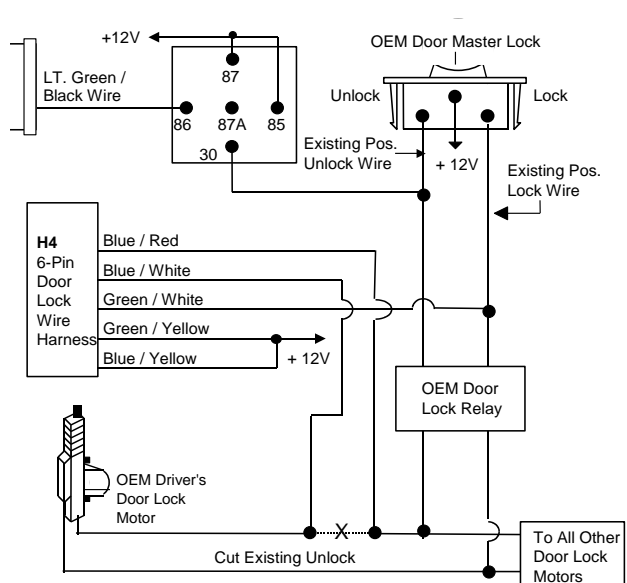 +12V
OEM Door Master Lock
LT. Green /
Black Wire
87
86
87A
85
30
Unlock
Lock
Existing Pos.
Unlock Wire
+ 12V
Existing Pos.
Lock Wire
H4
6-Pin
Door
Lock
Wire
Harness
Blue / Red
Blue / White
Green / White
Green / Yellow
Blue / Yellow
+ 12V
OEM Door
Lock Relay
OEM Driver's
Door Lock
Motor
X
Cut Existing Unlock
To All Other
Door Lock
Motors